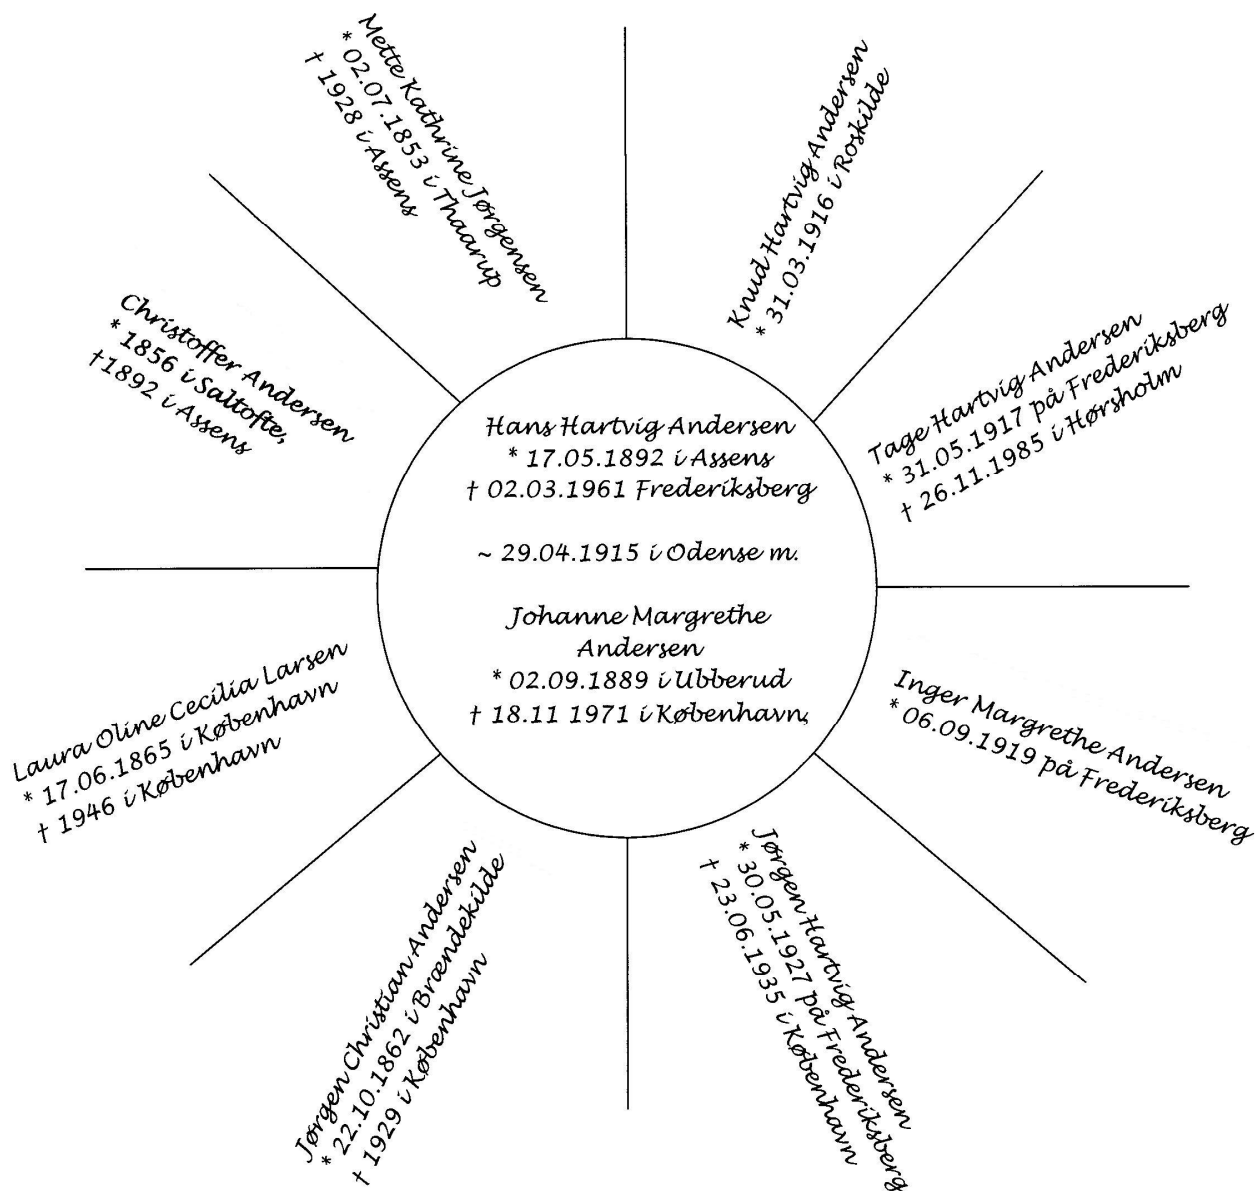 Mette Kathrine Jørgensen
* 02.07.1853 i Thaarup
† 1928 i Assens
Knud Hartvig Andersen
* 31.03.1916 i Roskilde
Christoffer Andersen
* 1856 i Saltofte,
†1892 i Assens
Tage Hartvig Andersen
* 31.05.1917 på Frederiksberg
† 26.11.1985 i Hørsholm
Hans Hartvig Andersen
* 17.05.1892 i Assens
† 02.03.1961 Frederiksberg
~ 29.04.1915 i Odense m.
Johanne Margrethe
Andersen
* 02.09.1889 i Ubberud
† 18.11 1971 i København,
Laura Oline Cecilia Larsen
* 17.06.1865 i København
† 1946 i København
Inger Margrethe Andersen
* 06.09.1919 på Frederiksberg
Jørgen Christian Andersen
* 22.10.1862 i Brændekilde
† 1929 i København
Jørgen Hartvig Andersen
* 30.05.1927 på Frederiksberg
† 23.06.1935 i København